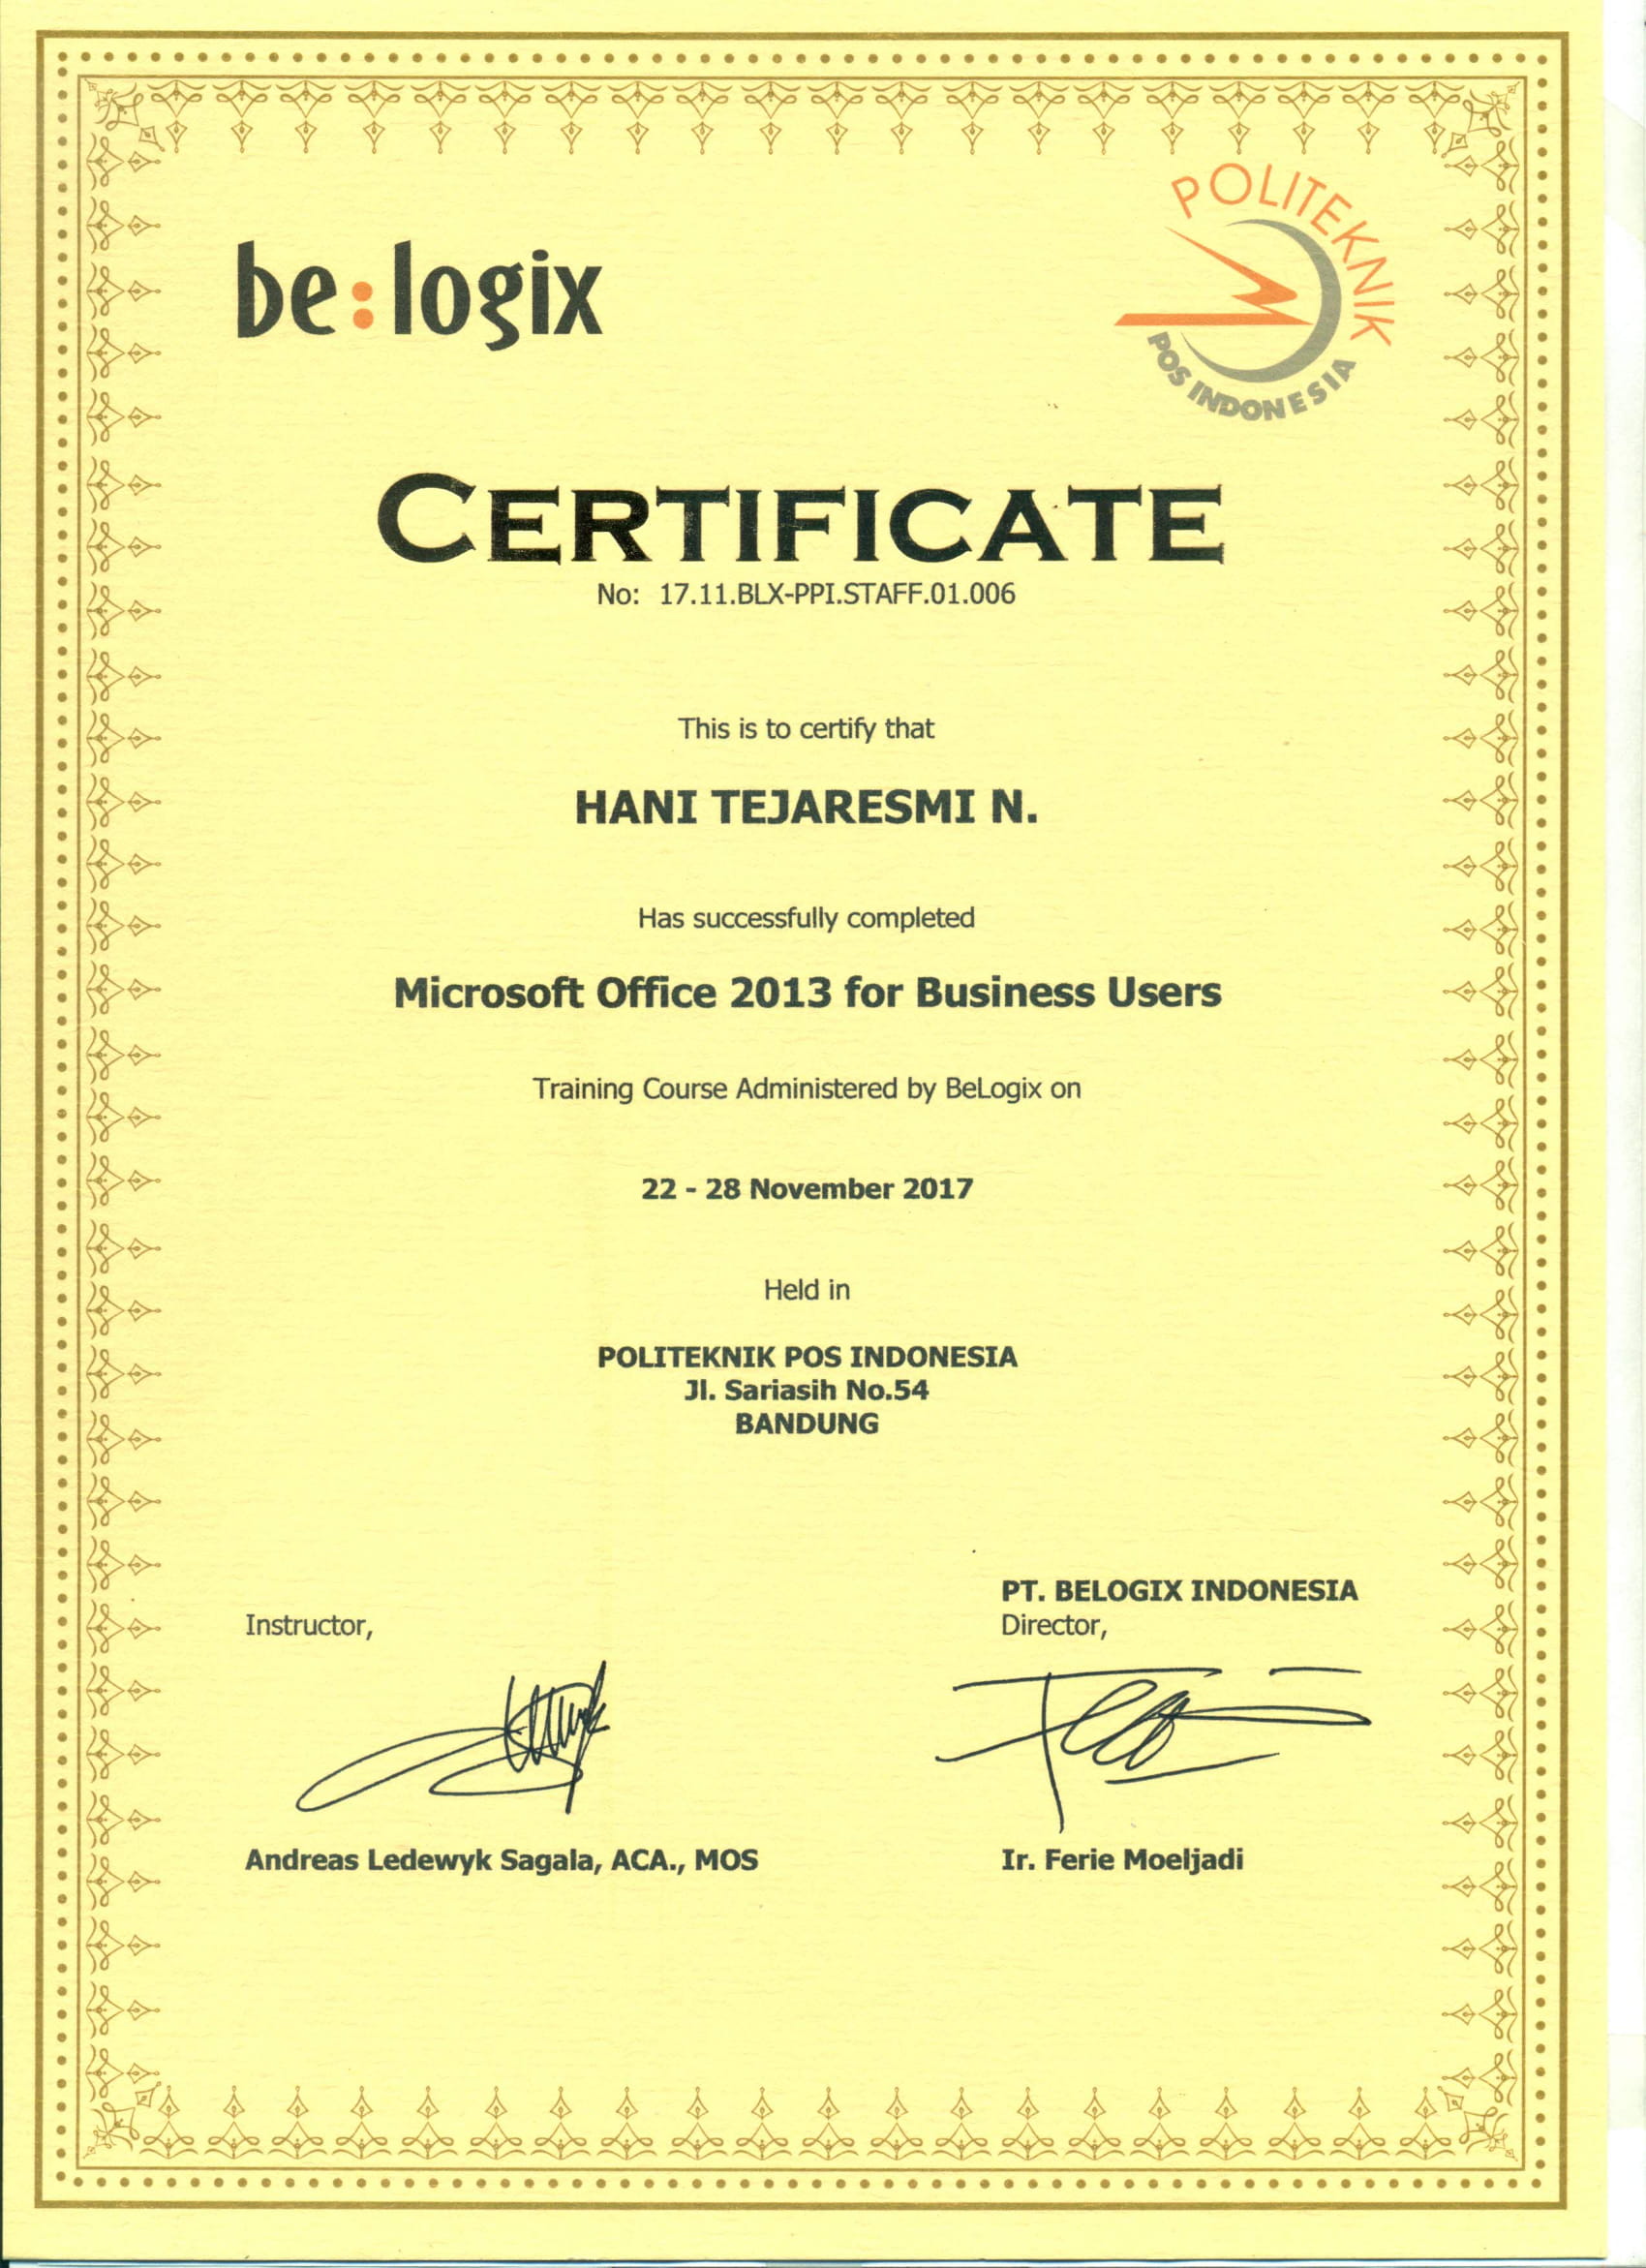 be:logix
POLITEKNIK
POS INDONESIA
CERTIFICATE
No: 17.11.BLX-PPI.STAFF.01.006
This is to certify that
HANI TEJARESMI N.
Has successfully completed
Microsoft Office 2013 for Business Users
Training Course Administered by BeLogix on
22 - 28 November 2017
Held in
POLITEKNIK POS INDONESIA
Jl. Sariasih No.54
BANDUNG
PT. BELOGIX INDONESIA
Instructor,
Director,
Andreas Ledewyk Sagala, ACA., MOS
Ir. Ferie Moeljadi